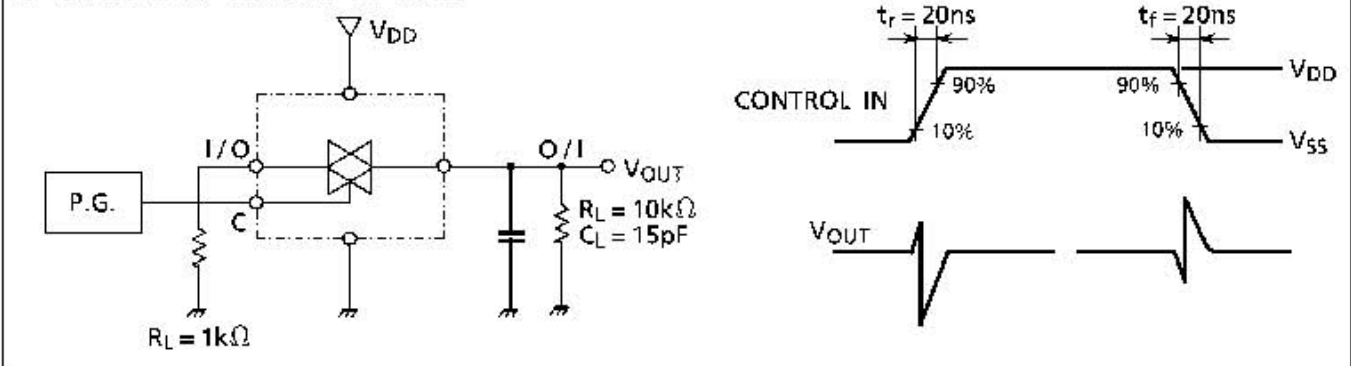 VDD
I/O
O/I
VOUT
P.G.
C
RL = 10kΩ
CL = 15pF
RL = 1kΩ
tr = 20ns
tf = 20ns
CONTROL IN
90%
90%
VDD
10%
10%
VSS
VOUT